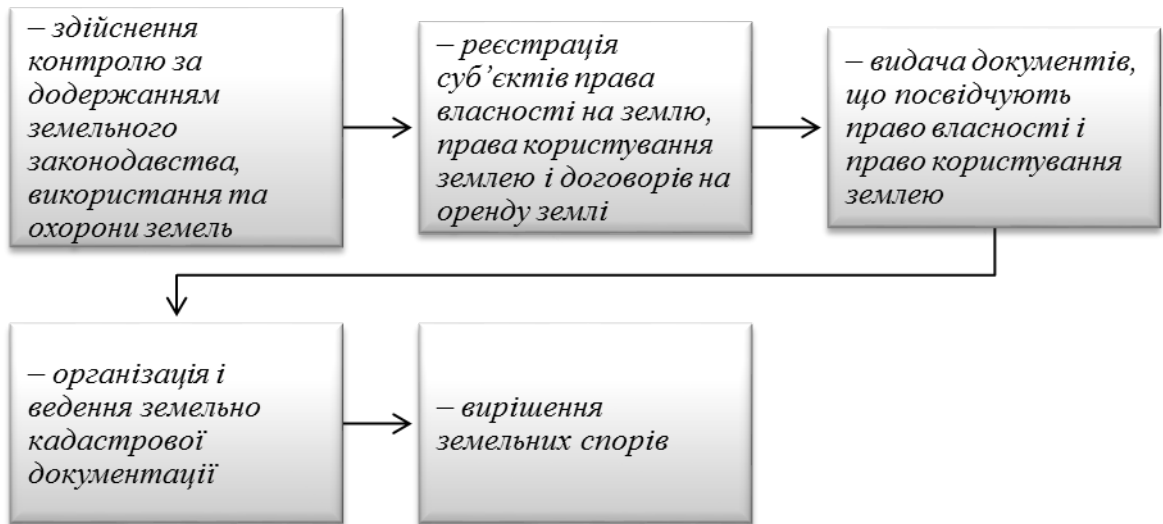 – здійснення
контролю за
додержанням
земельного
законодавства,
використання та
охорони земель
– реєстрація
суб’єктів права
власності на землю,
права користування
землею і договорів на
оренду землі
– видача документів,
що посвідчують
право власності і
право користування
землею
– організація і
ведення земельно
кадастрової
документації
– вирішення
земельних спорів